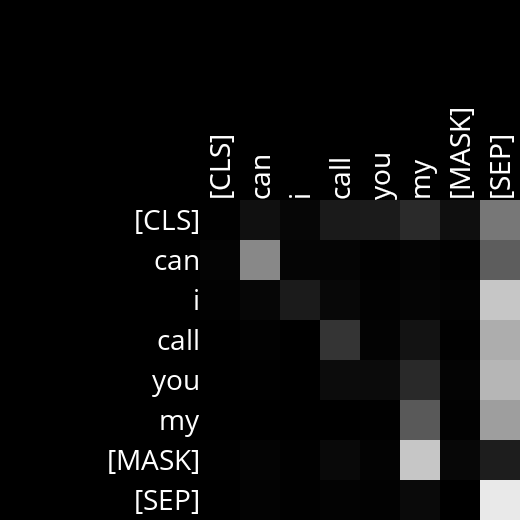 [CLS] can i call you my [MASK] [SEP]
[CLS]
can
i
call
you
my
[MASK]
[SEP]